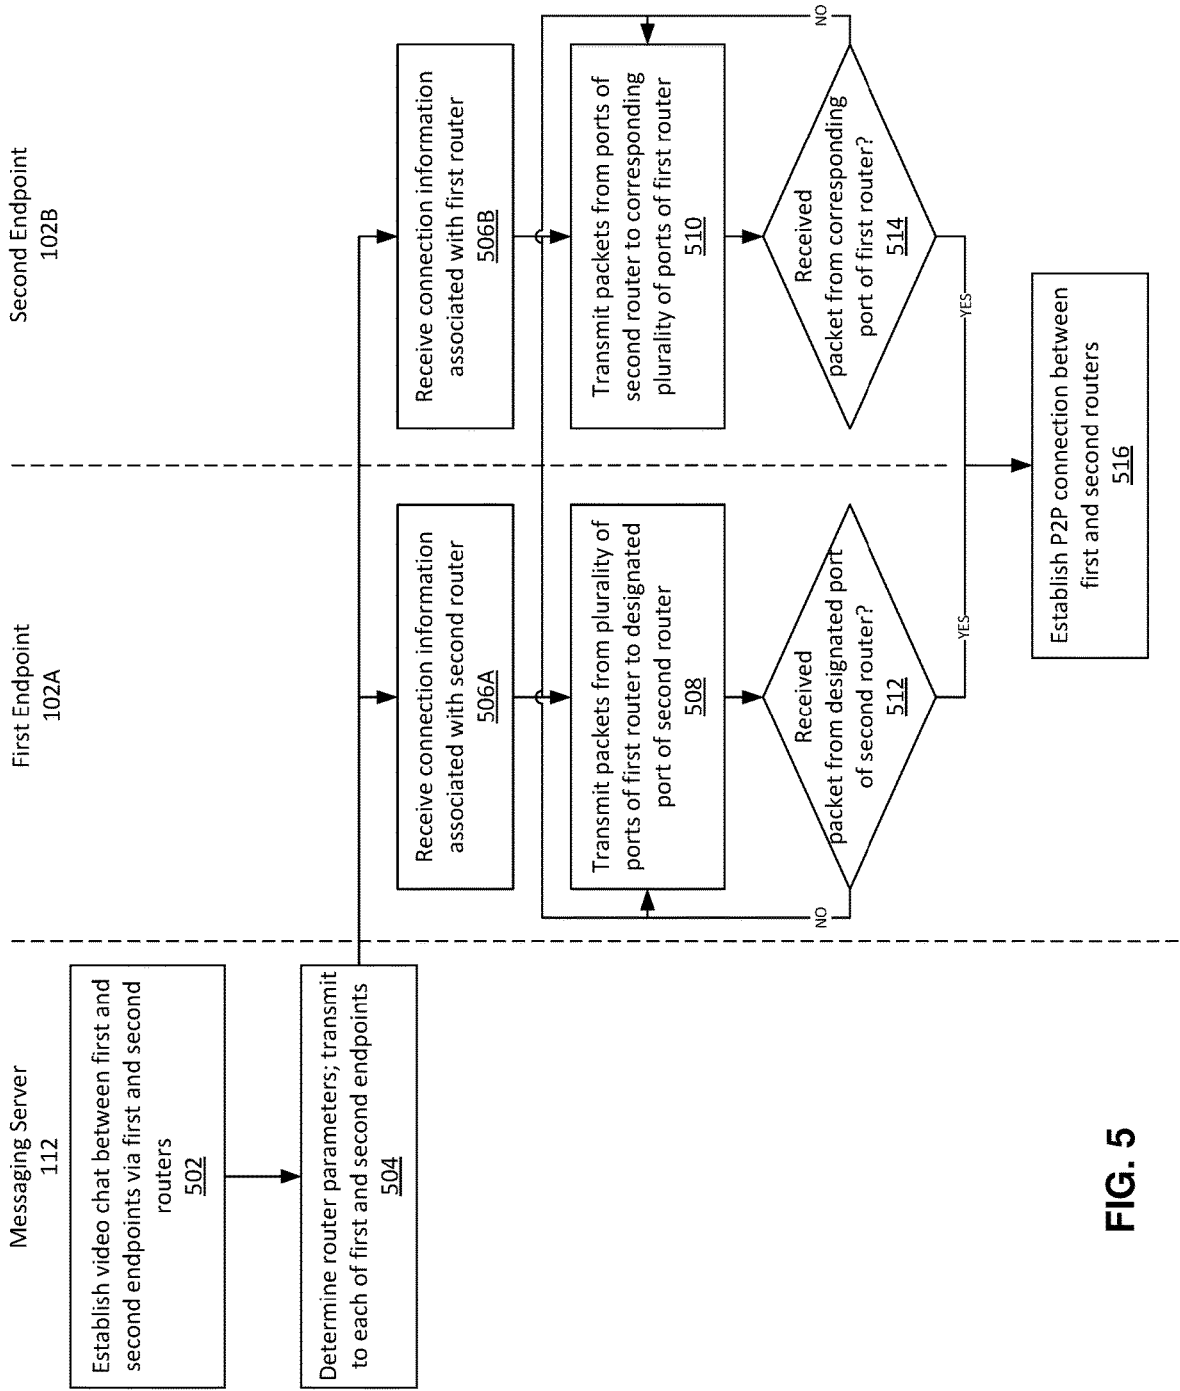 Messaging Server
112
First Endpoint
102A
Second Endpoint
102B
Establish video chat between first and
second endpoints via first and second
routers
502
Determine router parameters; transmit
to each of first and second endpoints
504
Receive connection information
associated with second router
506A
Receive connection information
associated with first router
506B
Transmit packets from plurality of
ports of first router to designated
port of second router
508
Transmit packets from ports of
second router to corresponding
plurality of ports of first router
510
Received
packet from designated port
of second router?
512
Received
packet from corresponding
port of first router?
514
NO
NO
YES
YES
Establish P2P connection between
first and second routers
516
FIG. 5